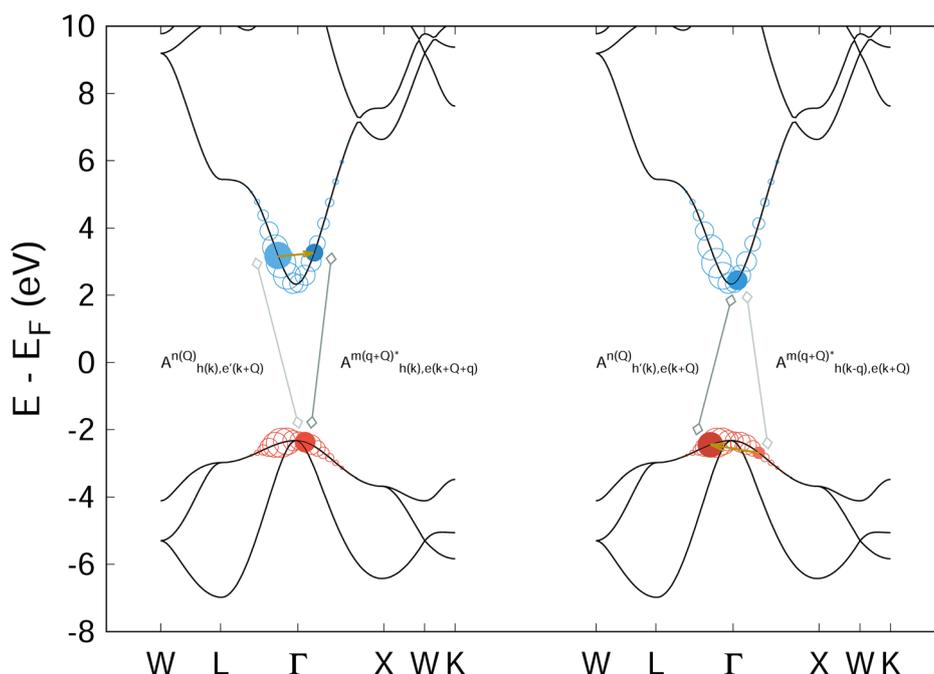 10
8
6
4
2
0
-2
-4
-6
-8
E - E_F (eV)
A^n(Q)_h(k),e'(k+Q)
A^m(q+Q)*_h(k),e(k+Q+q)
A^n(Q)_h'(k),e(k+Q)
A^m(q+Q)*_h(k-q),e(k+Q)
W L Γ X W K
W L Γ X W K